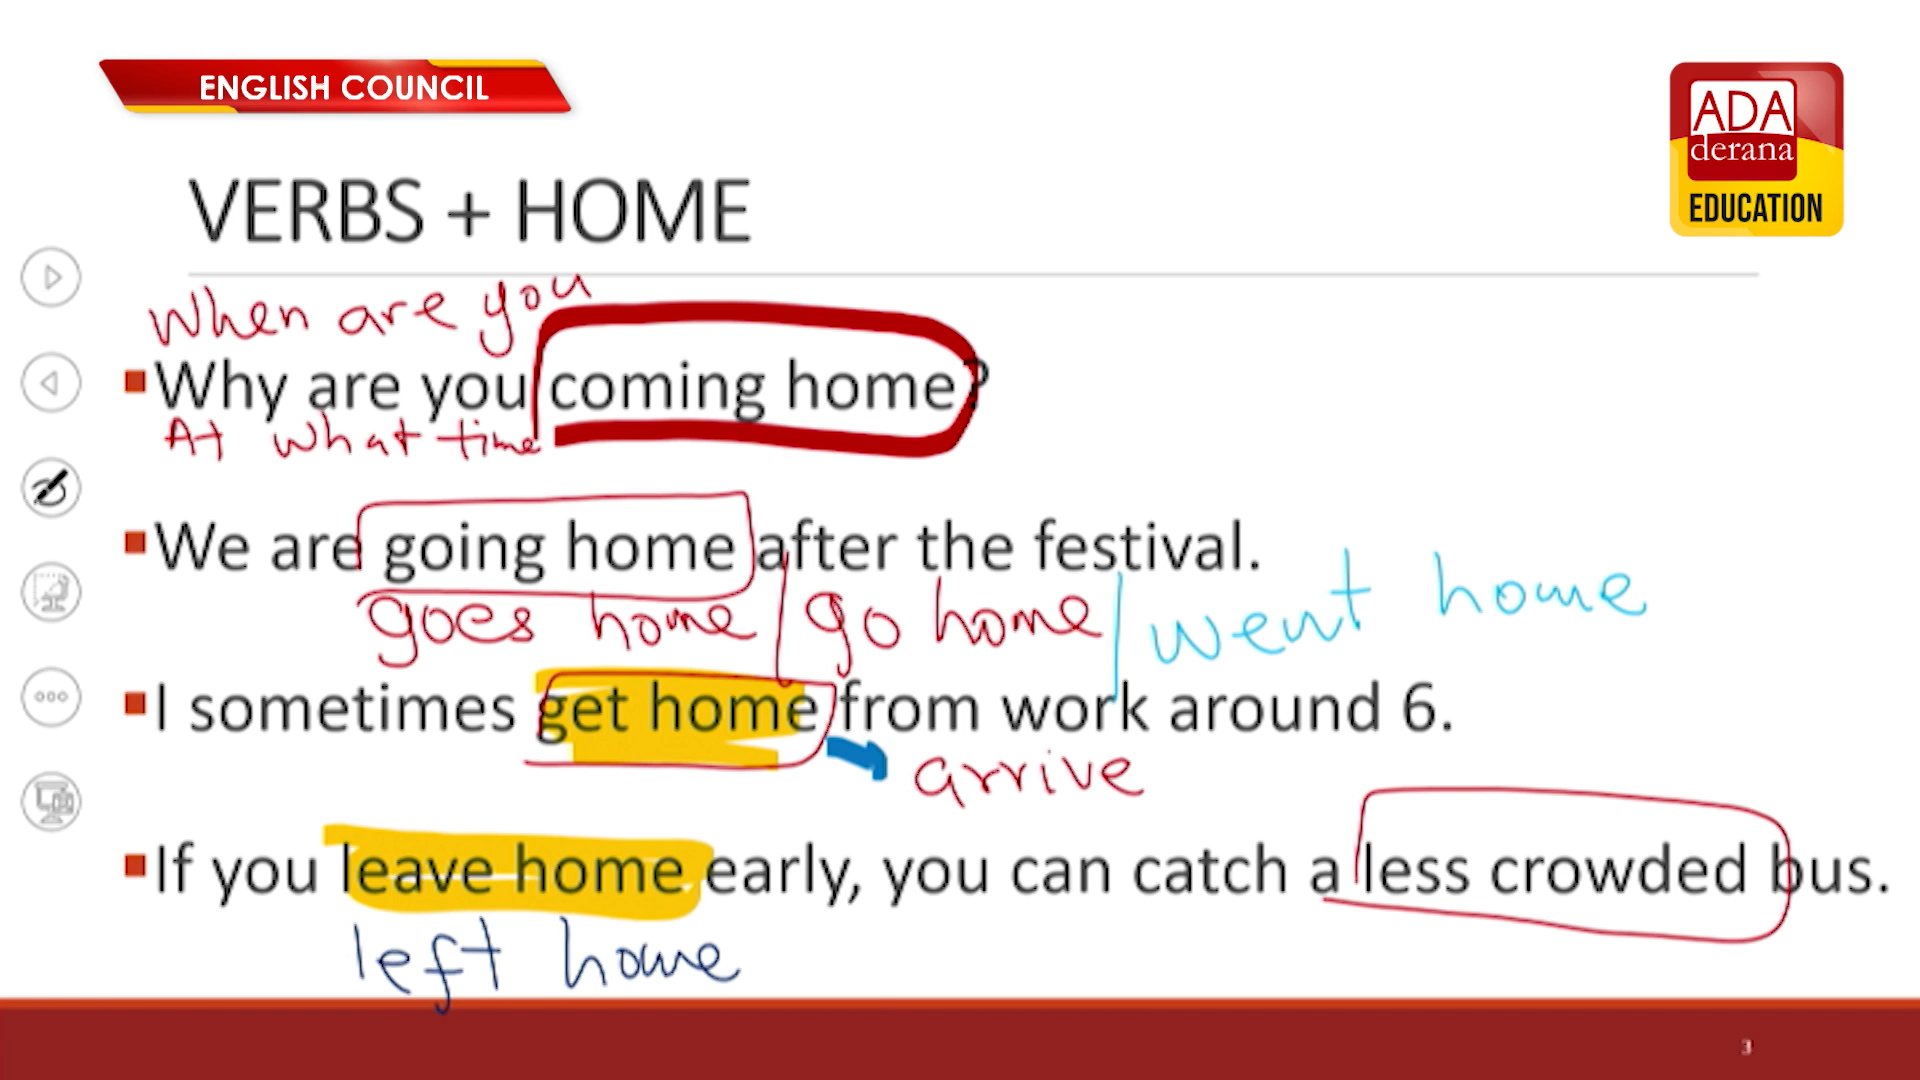 ENGLISH COUNCIL
ADA
derana
EDUCATION
VERBS + HOME
When are you
Why are you coming home?
At what time
We are going home after the festival.
goes home / go home / went home
I sometimes get home from work around 6.
arrive
If you leave home early, you can catch a less crowded bus.
left home
3